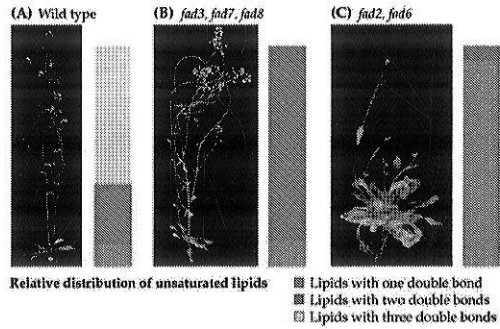 (A) Wild type
(B) fad3, fad7, fad8
(C) fad2, fad6
Relative distribution of unsaturated lipids
Lipids with one double bond
Lipids with two double bonds
Lipids with three double bonds